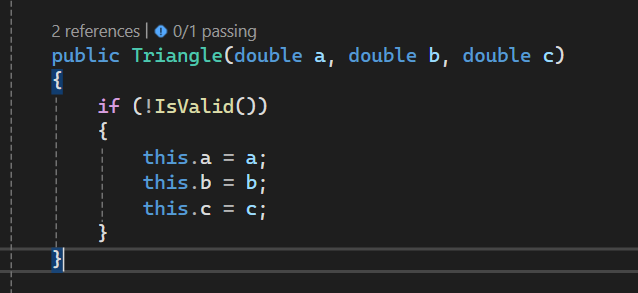 2 references | 0/1 passing
public Triangle(double a, double b, double c)
{
if (!IsValid())
{
this.a = a;
this.b = b;
this.c = c;
}
}